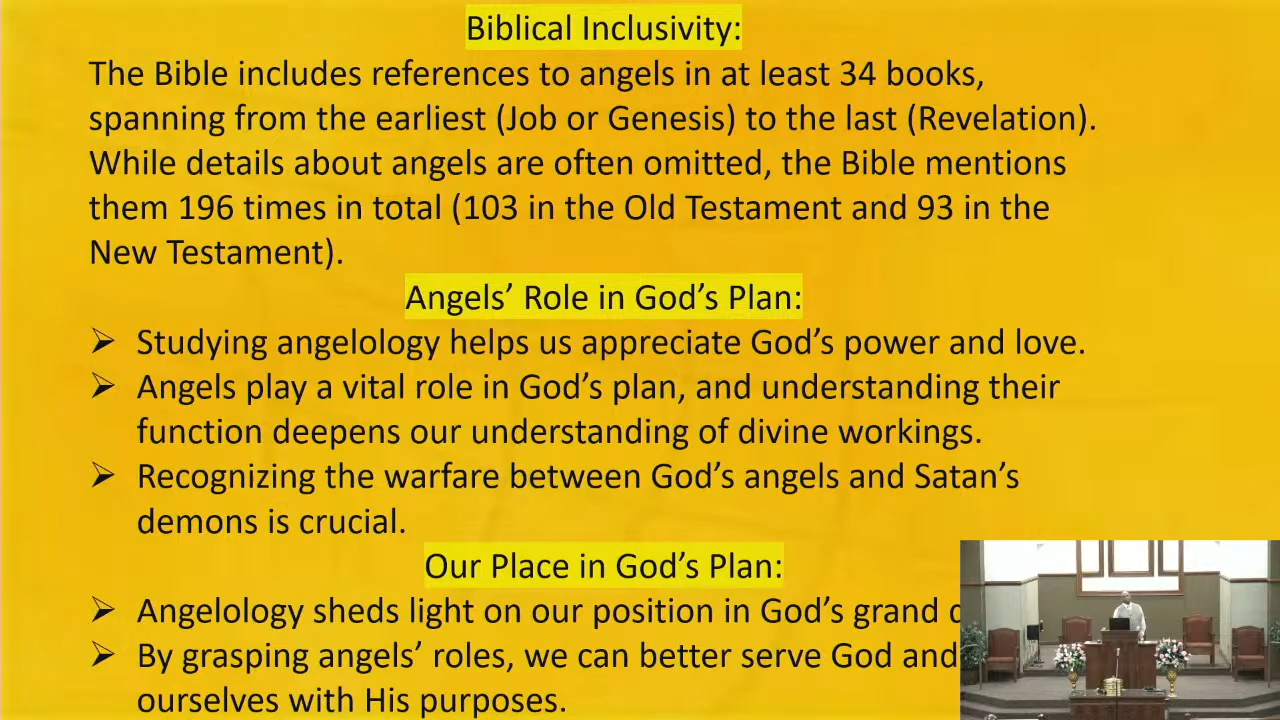 Biblical Inclusivity:
The Bible includes references to angels in at least 34 books,
spanning from the earliest (Job or Genesis) to the last (Revelation).
While details about angels are often omitted, the Bible mentions
them 196 times in total (103 in the Old Testament and 93 in the
New Testament).
Angels’ Role in God’s Plan:
➢ Studying angelology helps us appreciate God’s power and love.
➢ Angels play a vital role in God’s plan, and understanding their
function deepens our understanding of divine workings.
➢ Recognizing the warfare between God’s angels and Satan’s
demons is crucial.
Our Place in God’s Plan:
➢ Angelology sheds light on our position in God’s grand
➢ By grasping angels’ roles, we can better serve God and
ourselves with His purposes.